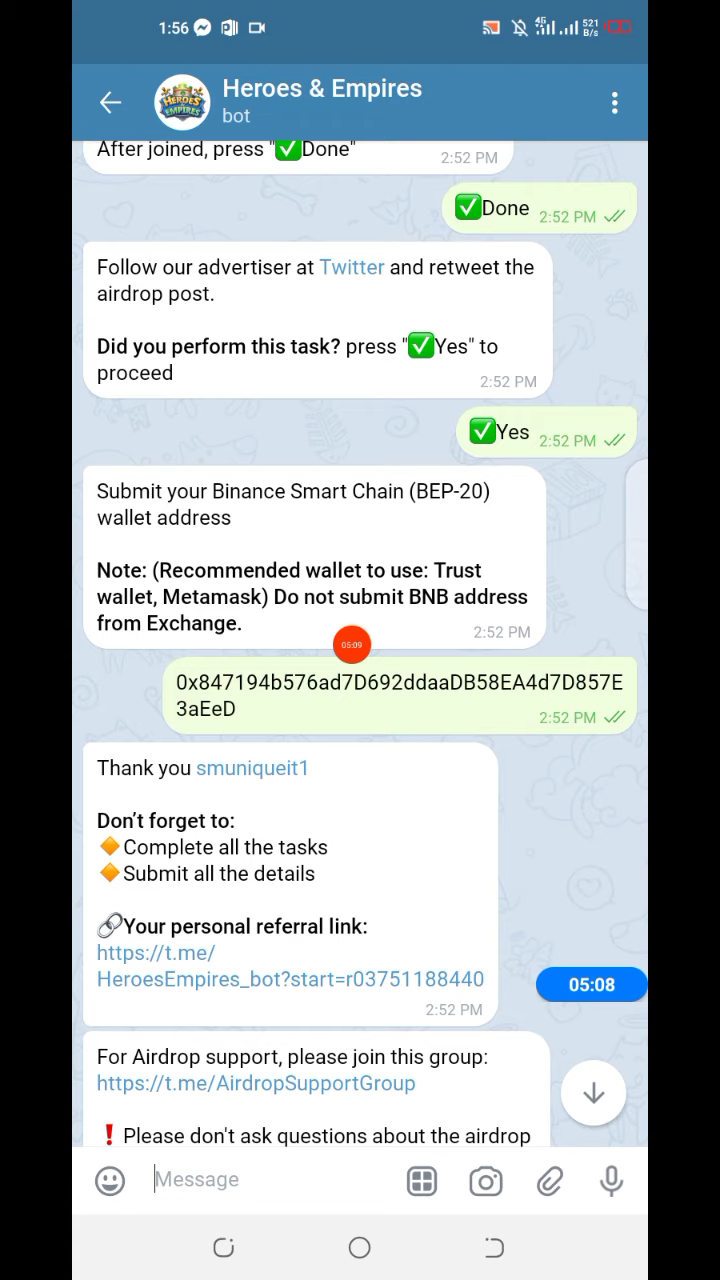 1:56
4G
521
B/s
Heroes & Empires
bot
HEROES
EMPIRES
After joined, press "✅Done"
2:52 PM
✅Done 2:52 PM
Follow our advertiser at Twitter and retweet the
airdrop post.
Did you perform this task? press "✅Yes" to
proceed
2:52 PM
✅Yes 2:52 PM
Submit your Binance Smart Chain (BEP-20)
wallet address
Note: (Recommended wallet to use: Trust
wallet, Metamask) Do not submit BNB address
from Exchange.
2:52 PM
05:09
0x847194b576ad7D692ddaaDB58EA4d7D857E
3aEeD
2:52 PM
Thank you smuniqueit1
Don't forget to:
🔶Complete all the tasks
🔶Submit all the details
🔗Your personal referral link:
https://t.me/
HeroesEmpires_bot?start=r03751188440
2:52 PM
05:08
For Airdrop support, please join this group:
https://t.me/AirdropSupportGroup
❗ Please don't ask questions about the airdrop
Message